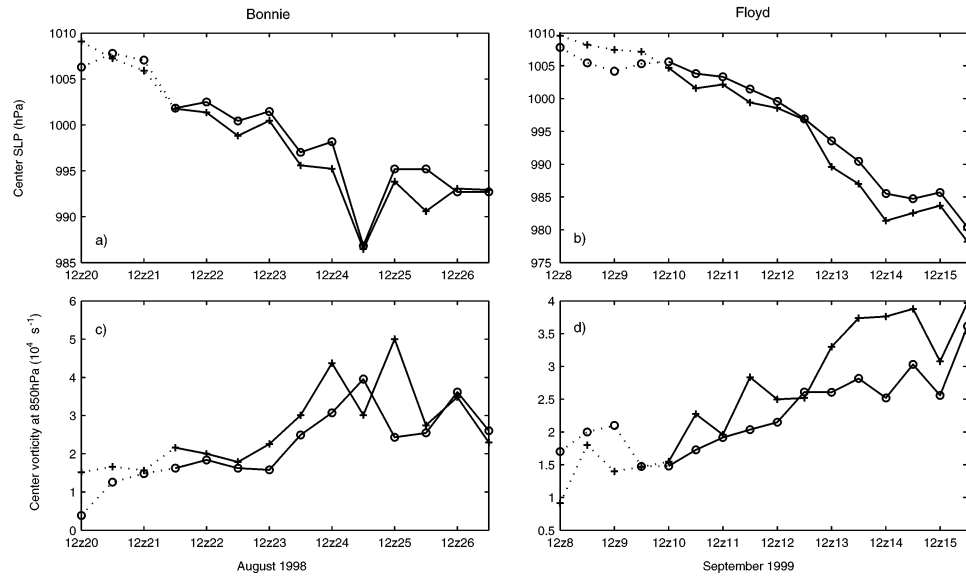 Bonnie
Floyd
Center SLP (hPa)
1010
1005
1000
995
990
985
a)
12z20 12z21 12z22 12z23 12z24 12z25 12z26
1010
1005
1000
995
990
985
980
975
b)
12z8 12z9 12z10 12z11 12z12 12z13 12z14 12z15
Center vorticity at 850hPa (10⁴ s⁻¹)
6
5
4
3
2
1
0
c)
12z20 12z21 12z22 12z23 12z24 12z25 12z26
August 1998
4
3.5
3
2.5
2
1.5
1
0.5
d)
12z8 12z9 12z10 12z11 12z12 12z13 12z14 12z15
September 1999